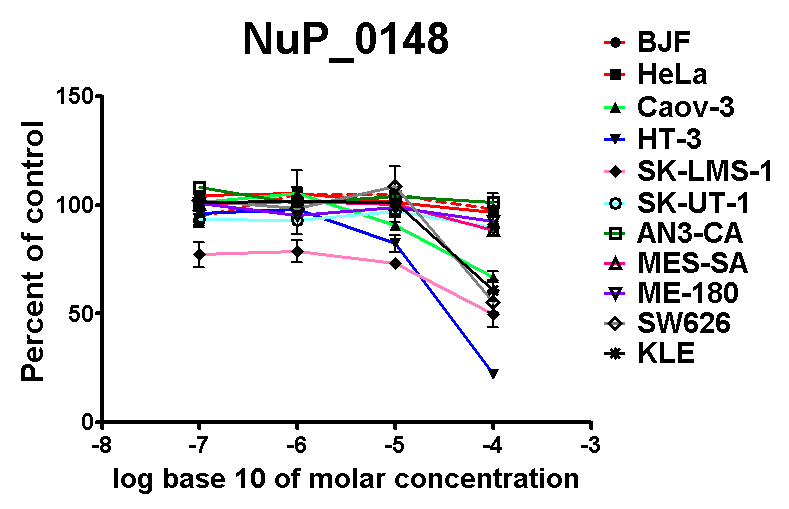 NuP_0148
BJF
HeLa
Caov-3
HT-3
SK-LMS-1
SK-UT-1
AN3-CA
MES-SA
ME-180
SW626
KLE
Percent of control
150
100
50
0
-8 -7 -6 -5 -4 -3
log base 10 of molar concentration